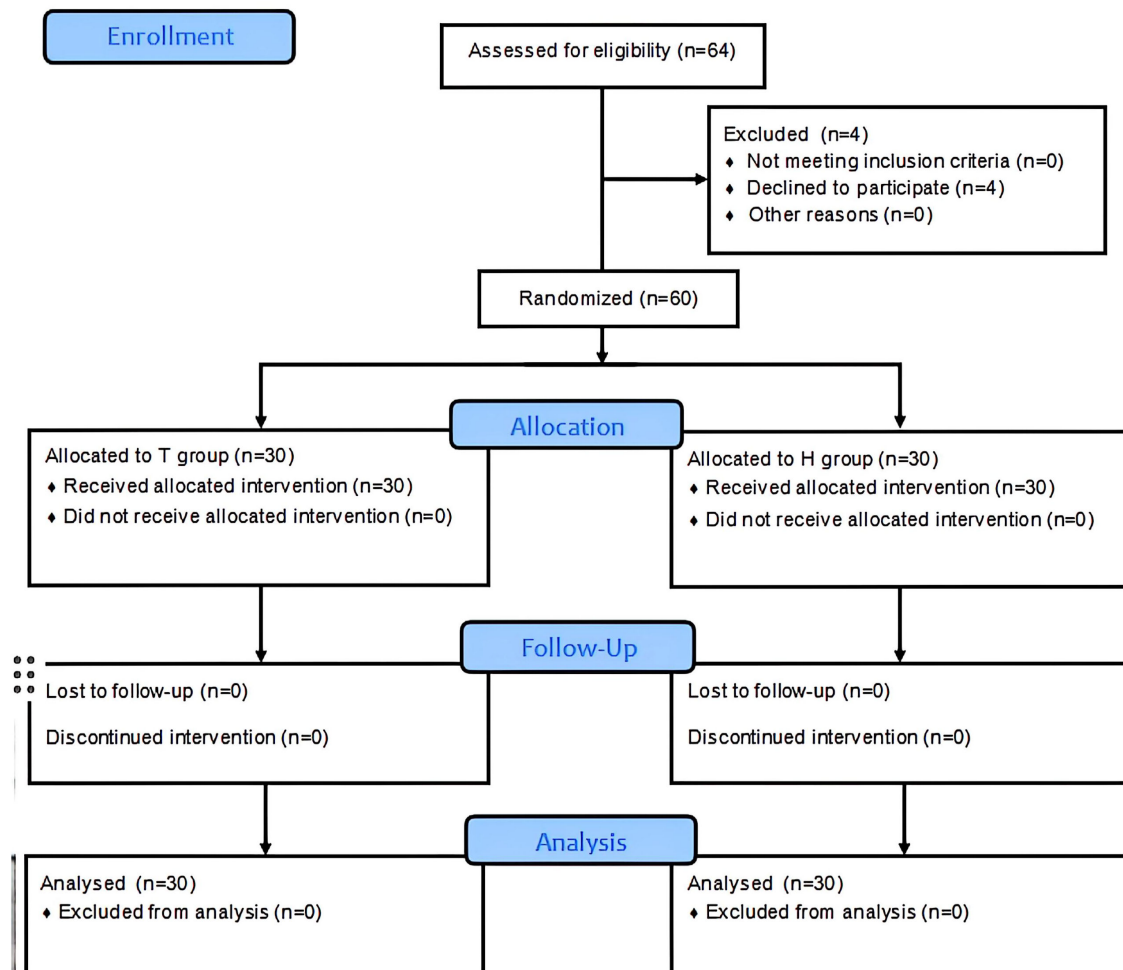 Enrollment
Assessed for eligibility (n=64)
Excluded (n=4)
♦ Not meeting inclusion criteria (n=0)
♦ Declined to participate (n=4)
♦ Other reasons (n=0)
Randomized (n=60)
Allocation
Allocated to T group (n=30)
♦ Received allocated intervention (n=30)
♦ Did not receive allocated intervention (n=0)
Allocated to H group (n=30)
♦ Received allocated intervention (n=30)
♦ Did not receive allocated intervention (n=0)
Follow-Up
Lost to follow-up (n=0)
Discontinued intervention (n=0)
Lost to follow-up (n=0)
Discontinued intervention (n=0)
Analysis
Analysed (n=30)
♦ Excluded from analysis (n=0)
Analysed (n=30)
♦ Excluded from analysis (n=0)